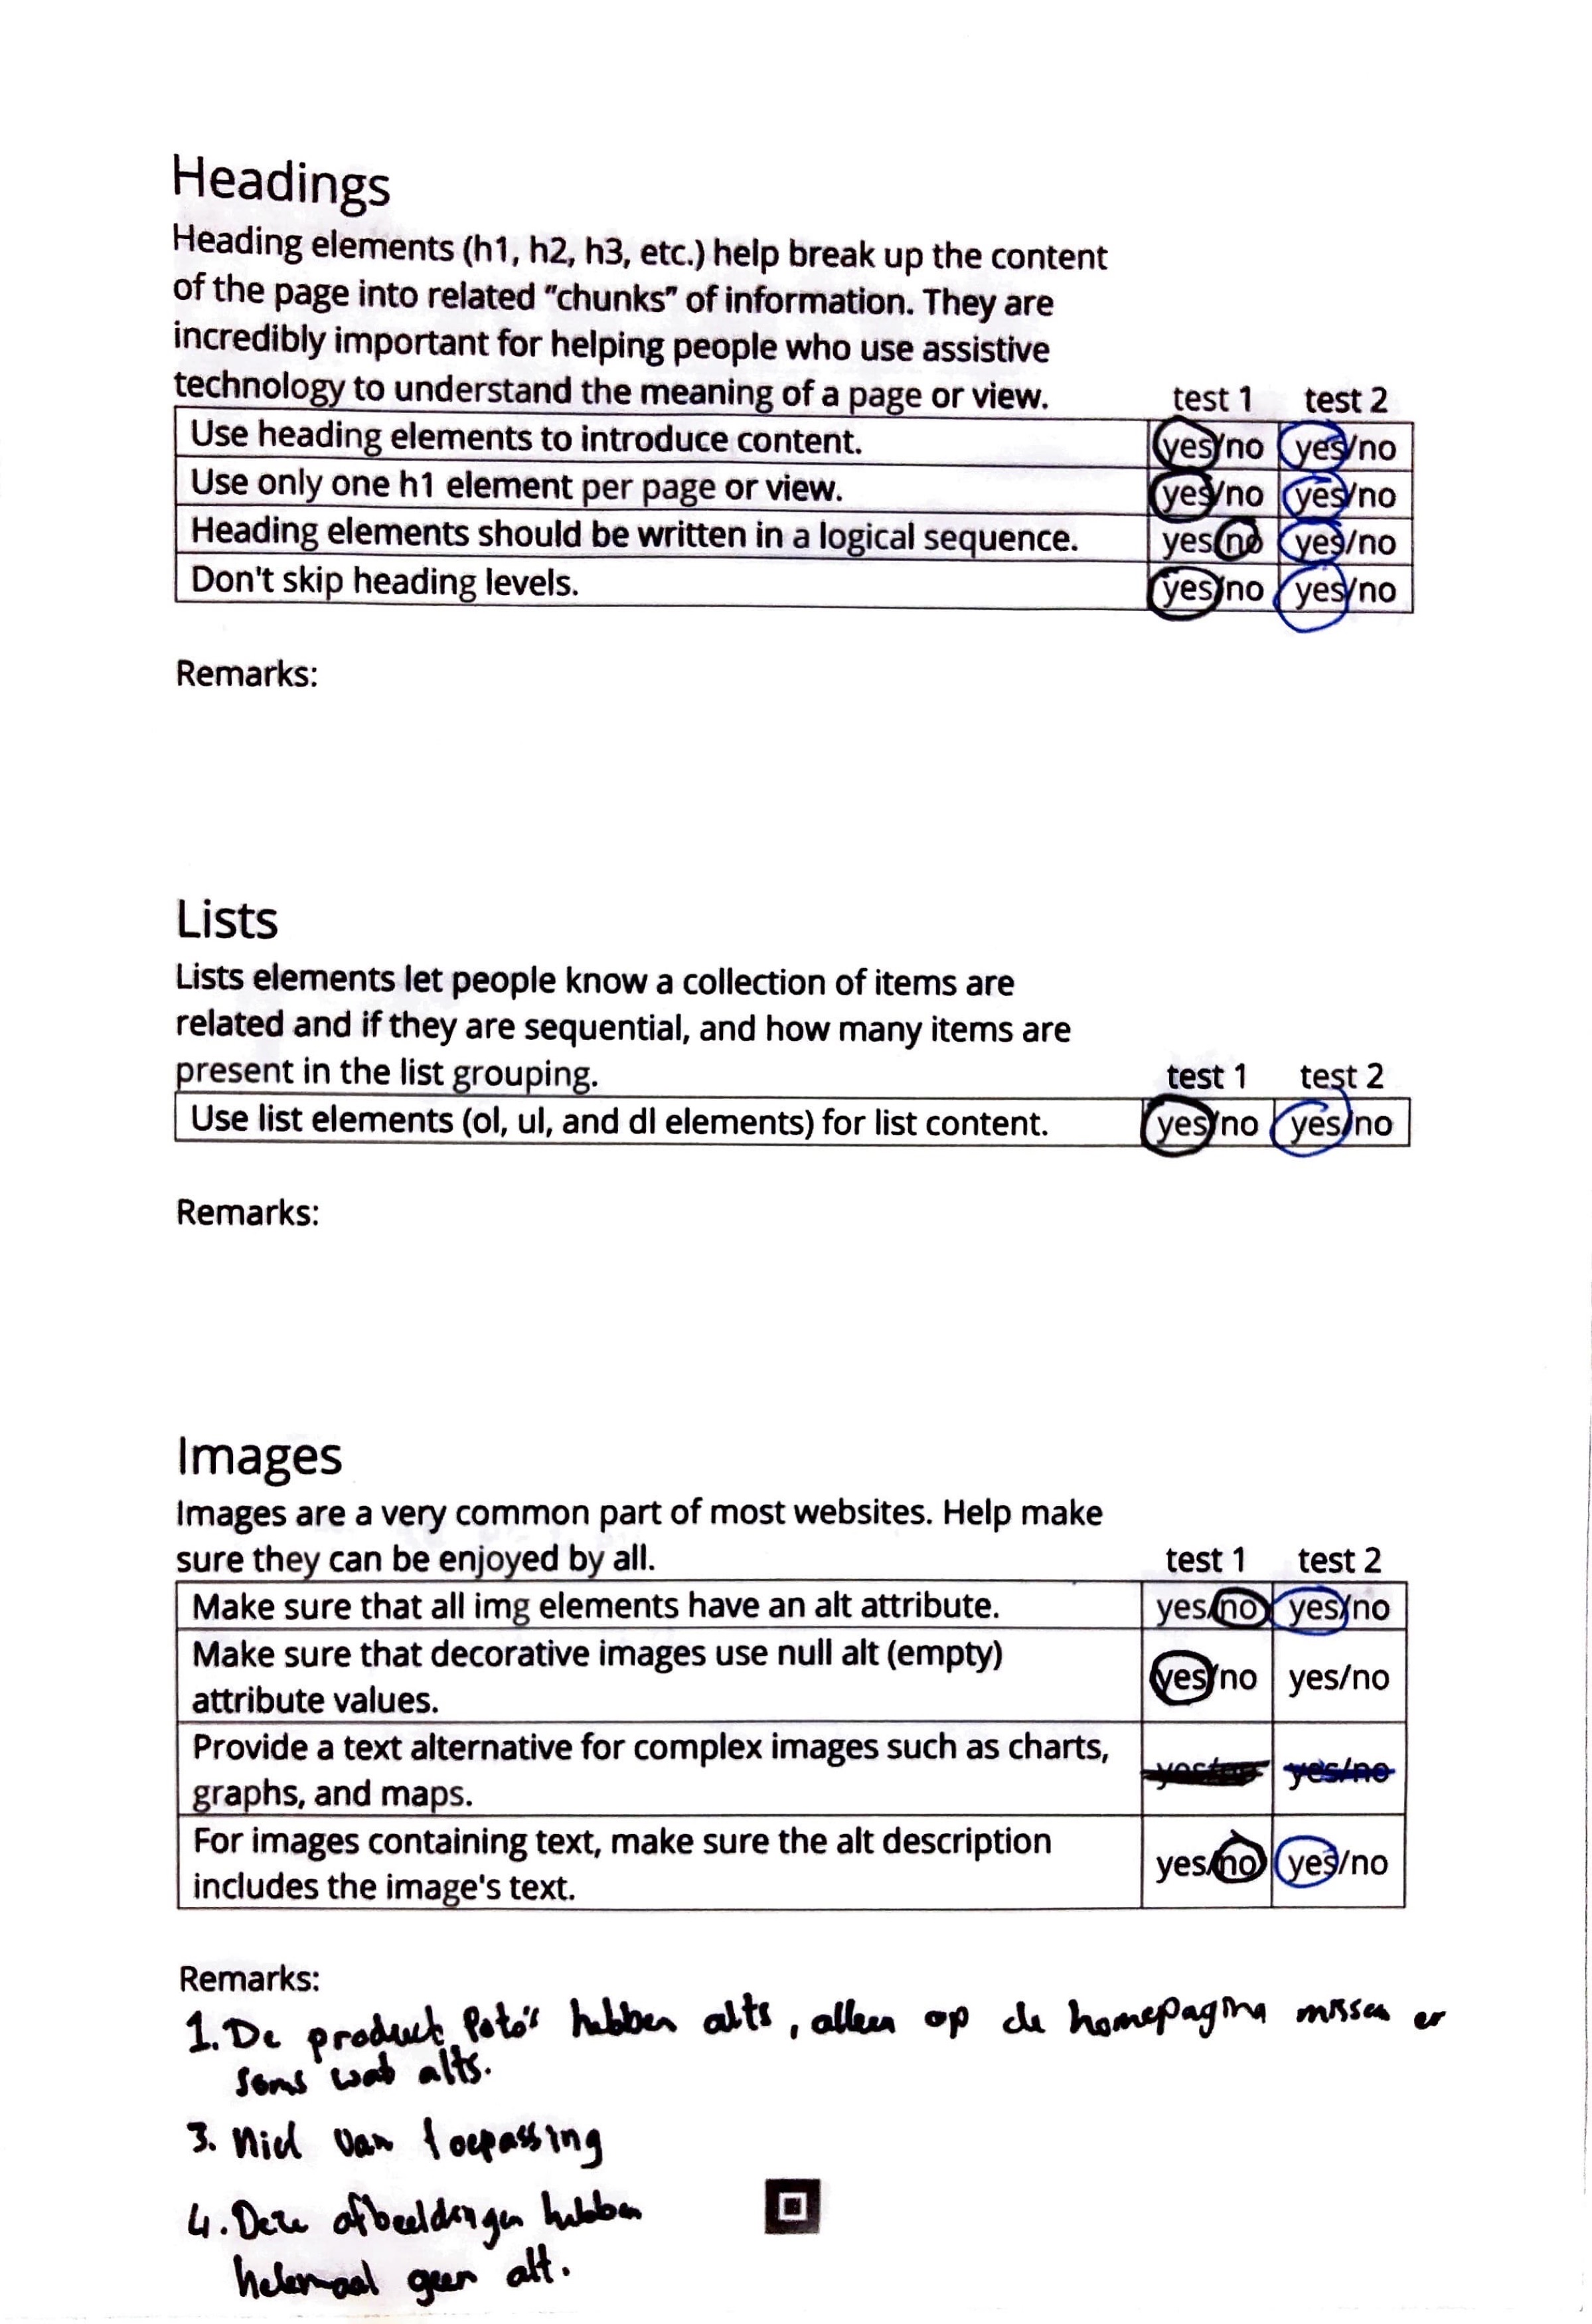 Headings
Heading elements (h1, h2, h3, etc.) help break up the content
of the page into related "chunks" of information. They are
incredibly important for helping people who use assistive
technology to understand the meaning of a page or view. test 1 test 2
Use heading elements to introduce content. yes/no yes/no
Use only one h1 element per page or view. yes/no yes/no
Heading elements should be written in a logical sequence. yes/no yes/no
Don't skip heading levels. yes/no yes/no
Remarks:
Lists
Lists elements let people know a collection of items are
related and if they are sequential, and how many items are
present in the list grouping. test 1 test 2
Use list elements (ol, ul, and dl elements) for list content. yes/no yes/no
Remarks:
Images
Images are a very common part of most websites. Help make
sure they can be enjoyed by all. test 1 test 2
Make sure that all img elements have an alt attribute. yes/no yes/no
Make sure that decorative images use null alt (empty)
attribute values. yes/no yes/no
Provide a text alternative for complex images such as charts,
graphs, and maps. yes/no yes/no
For images containing text, make sure the alt description
includes the image's text. yes/no yes/no
Remarks:
1. De product foto's hebben alts, alleen op de homepagina missen er
soms wat alts.
3. Niet van toepassing
4. Deze afbeeldingen hebben
helemaal geen alt.